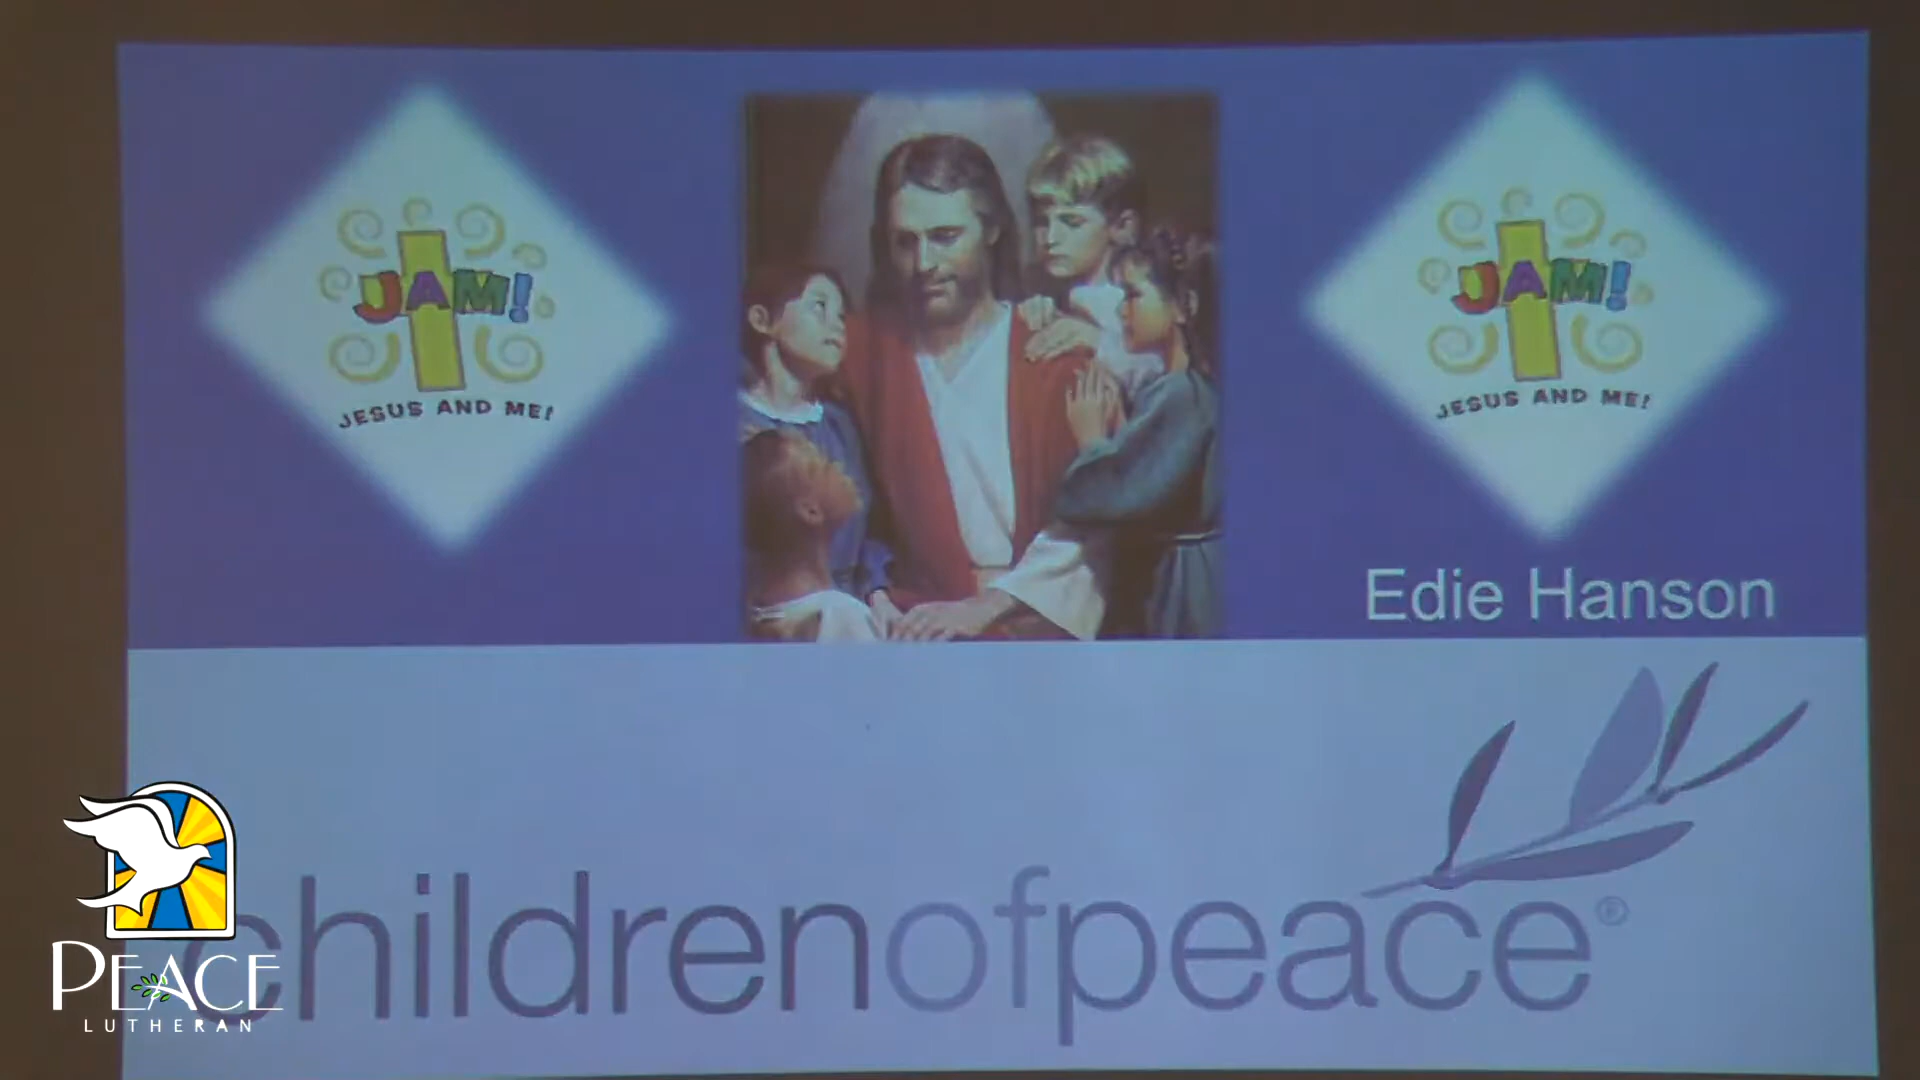 JAM!
JESUS AND ME!
JAM!
JESUS AND ME!
Edie Hanson
childrenofpeace®
PEACE
LUTHERAN